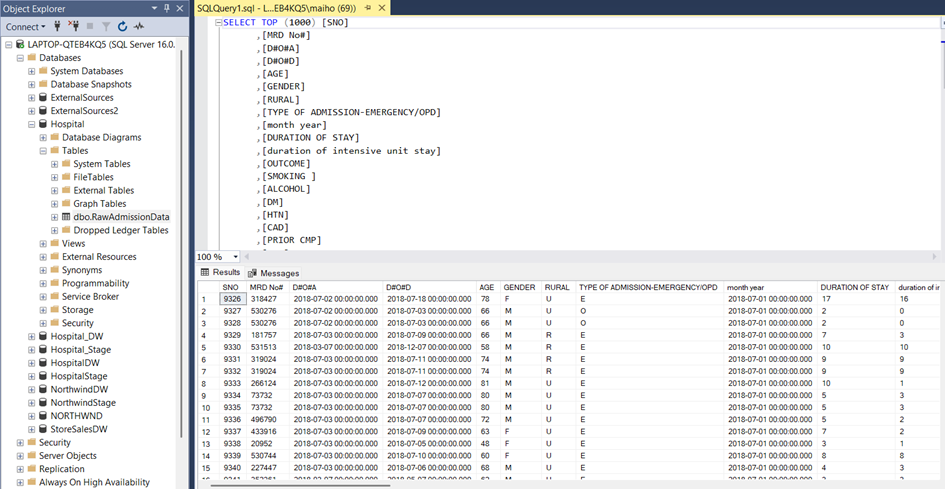 Object Explorer
Connect
LAPTOP-QTEB4KQ5 (SQL Server 16.0.
Databases
System Databases
Database Snapshots
ExternalSources
ExternalSources2
Hospital
Database Diagrams
Tables
System Tables
FileTables
External Tables
Graph Tables
dbo.RawAdmissionData
Dropped Ledger Tables
Views
External Resources
Synonyms
Programmability
Service Broker
Storage
Security
Hospital_DW
Hospital_Stage
HospitalDW
HospitalStage
NorthwindDW
NorthwindStage
NORTHWND
StoreSalesDW
Security
Server Objects
Replication
Always On High Availability
SQLQuery1.sql - L...EB4KQ5\maiho (69))
SELECT TOP (1000) [SNO]
,[MRD No#]
,[D#O#A]
,[D#O#D]
,[AGE]
,[GENDER]
,[RURAL]
,[TYPE OF ADMISSION-EMERGENCY/OPD]
,[month year]
,[DURATION OF STAY]
,[duration of intensive unit stay]
,[OUTCOME]
,[SMOKING ]
,[ALCOHOL]
,[DM]
,[HTN]
,[CAD]
,[PRIOR CMP]
100 %
Results Messages
SNO MRD No# D#O#A D#O#D AGE GENDER RURAL TYPE OF ADMISSION-EMERGENCY/OPD month year DURATION OF STAY duration of in
1 9326 318427 2018-07-02 00:00:00.000 2018-07-18 00:00:00.000 78 F U E 2018-07-01 00:00:00.000 17 16
2 9327 530276 2018-07-02 00:00:00.000 2018-07-03 00:00:00.000 66 M U O 2018-07-01 00:00:00.000 2 0
3 9328 530276 2018-07-02 00:00:00.000 2018-07-03 00:00:00.000 66 M U O 2018-07-01 00:00:00.000 2 0
4 9329 181757 2018-07-03 00:00:00.000 2018-07-09 00:00:00.000 66 M R E 2018-07-01 00:00:00.000 7 3
5 9330 531513 2018-03-07 00:00:00.000 2018-12-07 00:00:00.000 58 M R E 2018-07-01 00:00:00.000 10 10
6 9331 319024 2018-07-03 00:00:00.000 2018-07-11 00:00:00.000 74 M R E 2018-07-01 00:00:00.000 9 9
7 9332 319024 2018-07-03 00:00:00.000 2018-07-11 00:00:00.000 74 M R E 2018-07-01 00:00:00.000 9 9
8 9333 266124 2018-07-03 00:00:00.000 2018-07-12 00:00:00.000 81 M U E 2018-07-01 00:00:00.000 10 1
9 9334 73732 2018-07-03 00:00:00.000 2018-07-07 00:00:00.000 80 M U E 2018-07-01 00:00:00.000 5 3
10 9335 73732 2018-07-03 00:00:00.000 2018-07-07 00:00:00.000 80 M U E 2018-07-01 00:00:00.000 5 3
11 9336 496790 2018-07-03 00:00:00.000 2018-07-07 00:00:00.000 72 M U E 2018-07-01 00:00:00.000 5 2
12 9337 433916 2018-07-03 00:00:00.000 2018-07-09 00:00:00.000 63 F U E 2018-07-01 00:00:00.000 7 2
13 9338 20952 2018-07-03 00:00:00.000 2018-07-05 00:00:00.000 48 F U E 2018-07-01 00:00:00.000 3 1
14 9339 530744 2018-07-03 00:00:00.000 2018-07-10 00:00:00.000 60 F U E 2018-07-01 00:00:00.000 8 8
15 9340 227447 2018-07-03 00:00:00.000 2018-07-06 00:00:00.000 68 M U E 2018-07-01 00:00:00.000 4 3